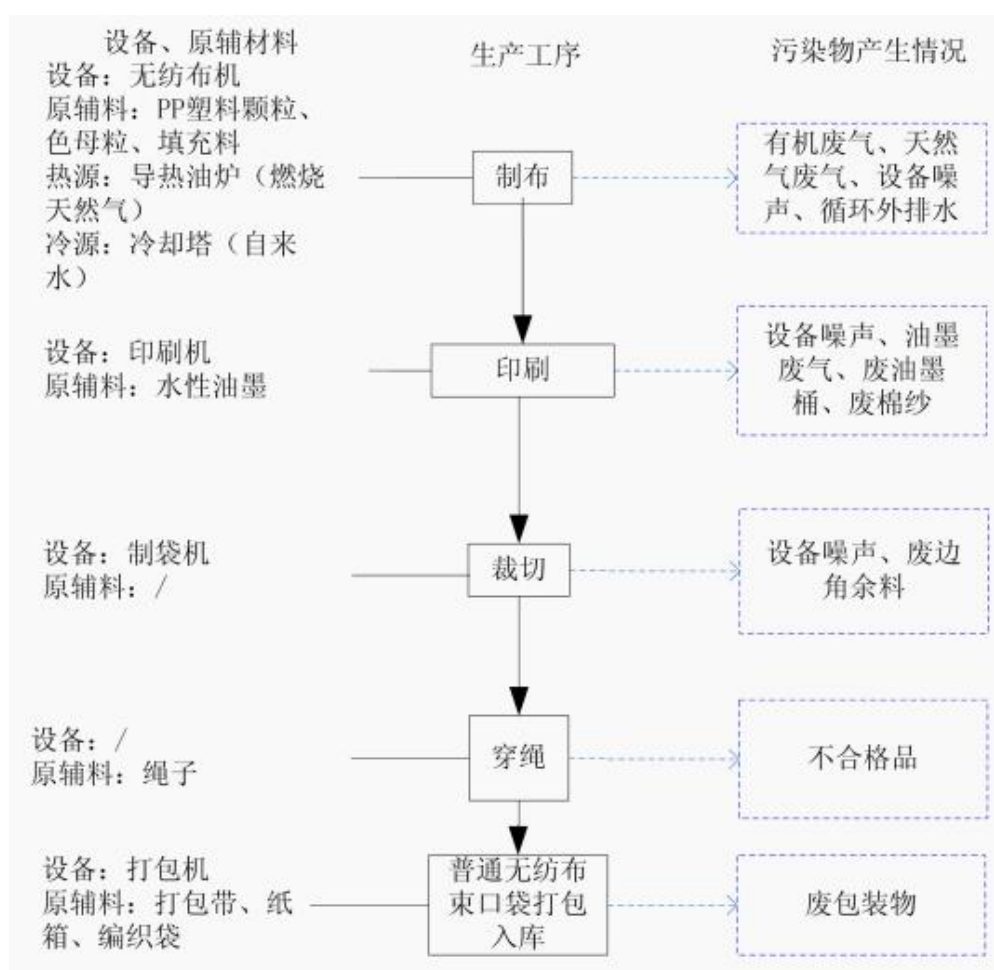 设备、原辅材料
生产工序
污染物产生情况
设备：无纺布机
原辅料：PP塑料颗粒、
色母粒、填充料
热源：导热油炉（燃烧
天然气）
冷源：冷却塔（自来
水）
制布
有机废气、天然
气废气、设备噪
声、循环外排水
设备：印刷机
原辅料：水性油墨
印刷
设备噪声、油墨
废气、废油墨
桶、废棉纱
设备：制袋机
原辅料：/
裁切
设备噪声、废边
角余料
设备：/
原辅料：绳子
穿绳
不合格品
设备：打包机
原辅料：打包带、纸
箱、编织袋
普通无纺布
束口袋打包
入库
废包装物